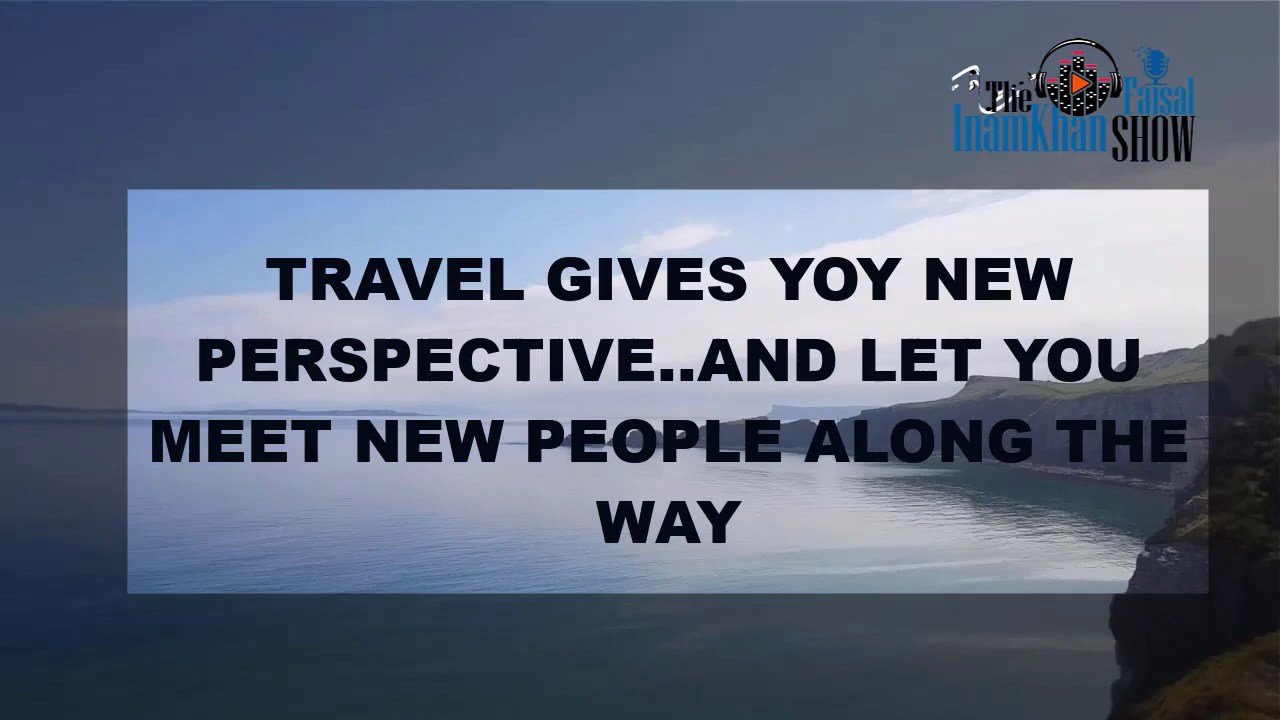 The
Faisal
InamKhan
SHOW
TRAVEL GIVES YOY NEW
PERSPECTIVE..AND LET YOU
MEET NEW PEOPLE ALONG THE
WAY